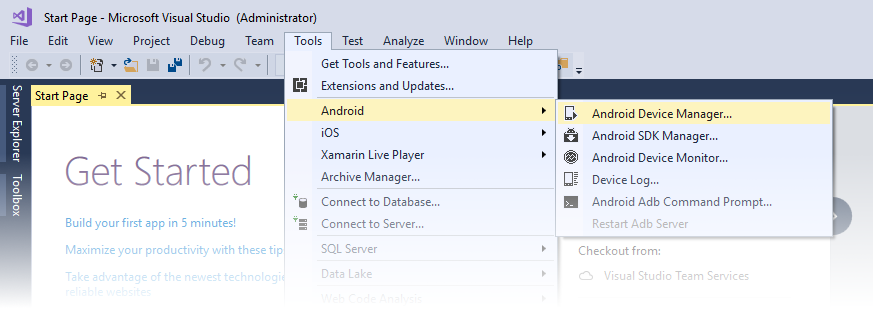 Start Page - Microsoft Visual Studio (Administrator)
File Edit View Project Debug Team Tools Test Analyze Window Help
Get Tools and Features...
Extensions and Updates...
Android
iOS
Xamarin Live Player
Archive Manager...
Connect to Database...
Connect to Server...
SQL Server
Data Lake
Web Code Analysis
Android Device Manager...
Android SDK Manager...
Android Device Monitor...
Device Log...
Android Adb Command Prompt...
Restart Adb Server
Server Explorer
Toolbox
Start Page
Get Started
Build your first app in 5 minutes!
Maximize your productivity with these tip
Take advantage of the newest technologie
reliable websites
Checkout from:
Visual Studio Team Services